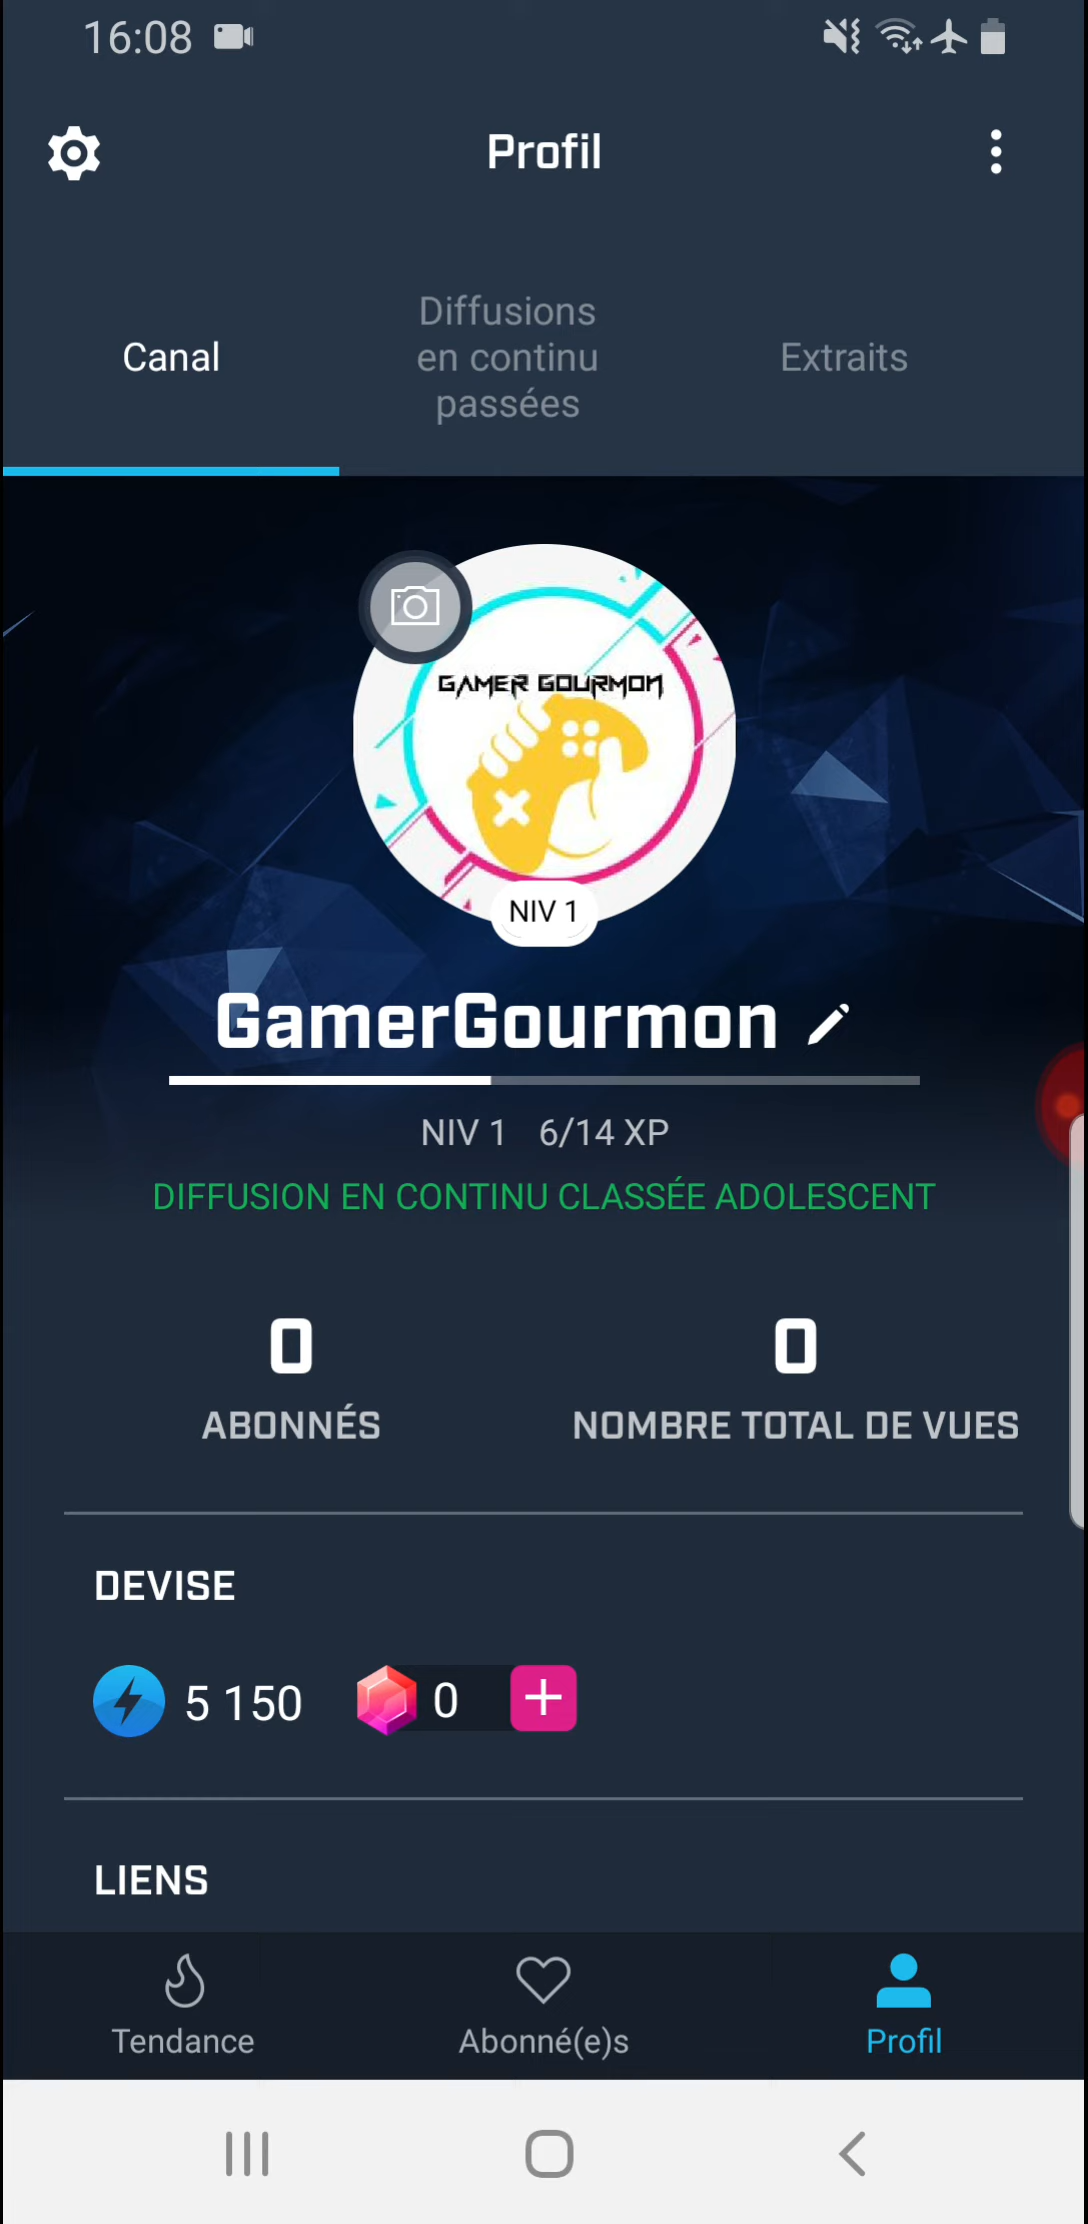 16:08
Profil
Canal
Diffusions
en continu
passées
Extraits
GAMER GOURMON
NIV 1
GamerGourmon
NIV 1 6/14 XP
DIFFUSION EN CONTINU CLASSÉE ADOLESCENT
0
ABONNÉS
0
NOMBRE TOTAL DE VUES
DEVISE
5 150
0
LIENS
Tendance
Abonné(e)s
Profil